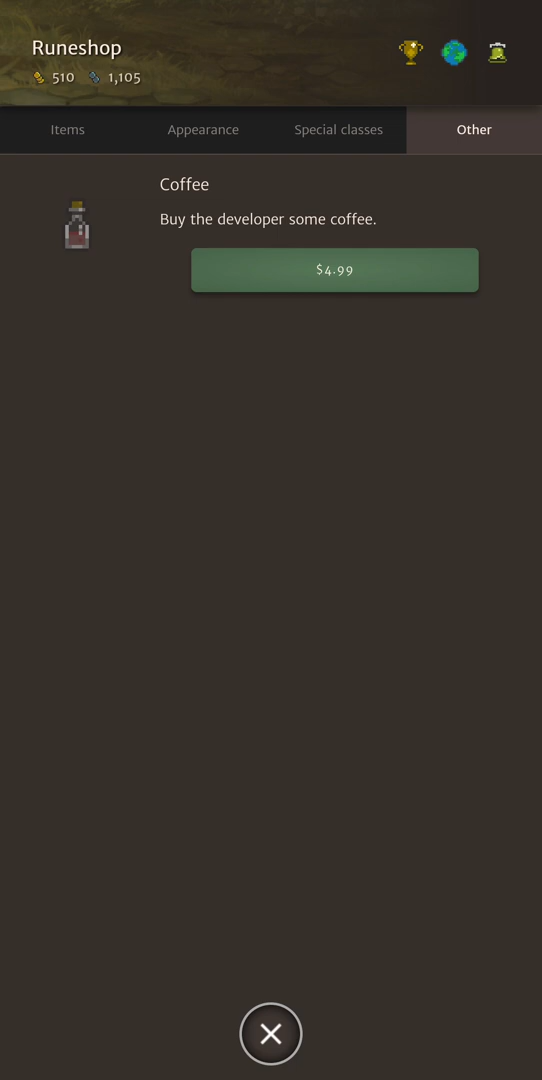 Runeshop
510 1,105
Items Appearance Special classes Other
Coffee
Buy the developer some coffee.
$4.99